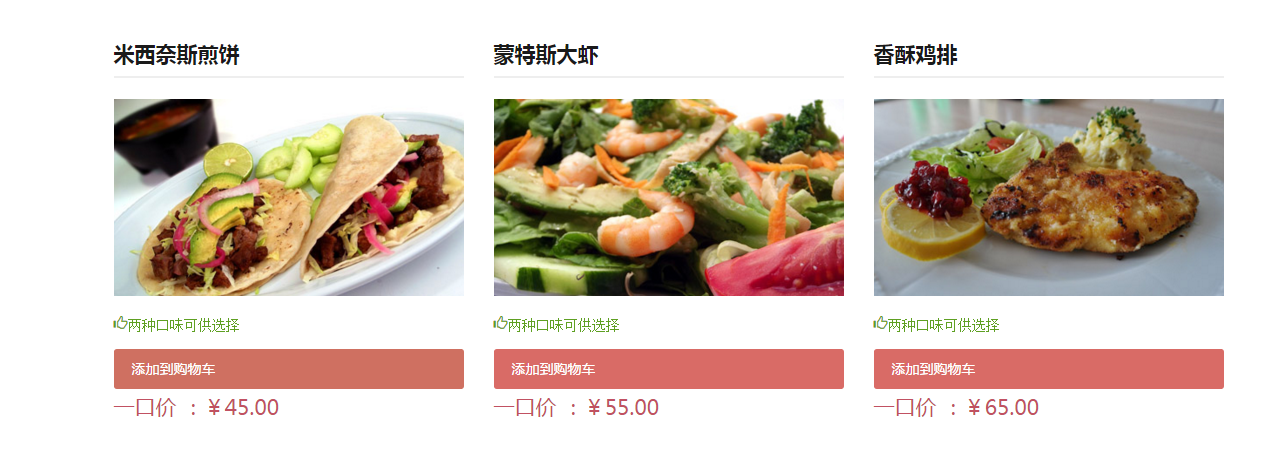 米西奈斯煎饼
蒙特斯大虾
香酥鸡排
两种口味可供选择
两种口味可供选择
两种口味可供选择
添加到购物车
添加到购物车
添加到购物车
一口价 ：￥45.00
一口价 ：￥55.00
一口价 ：￥65.00